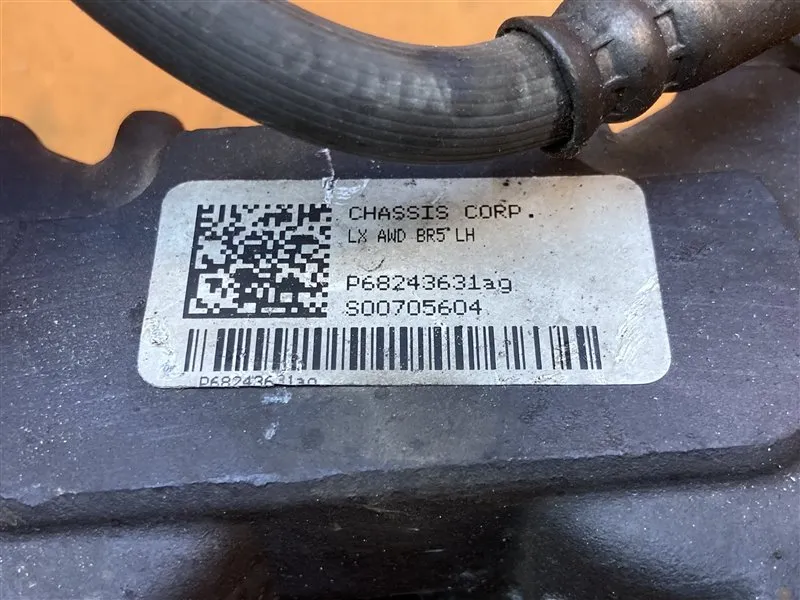 CHASSIS CORP.
LX AWD BR5" LH
P68243631ag
S00705604
P68243631ag